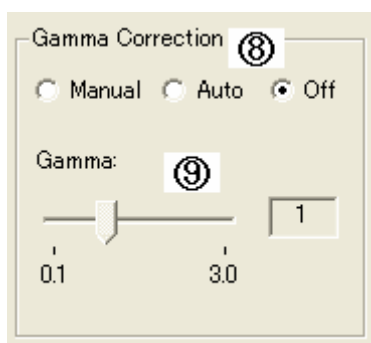 Gamma Correction ⑧
Manual Auto Off
Gamma: ⑨
1
0.1 3.0